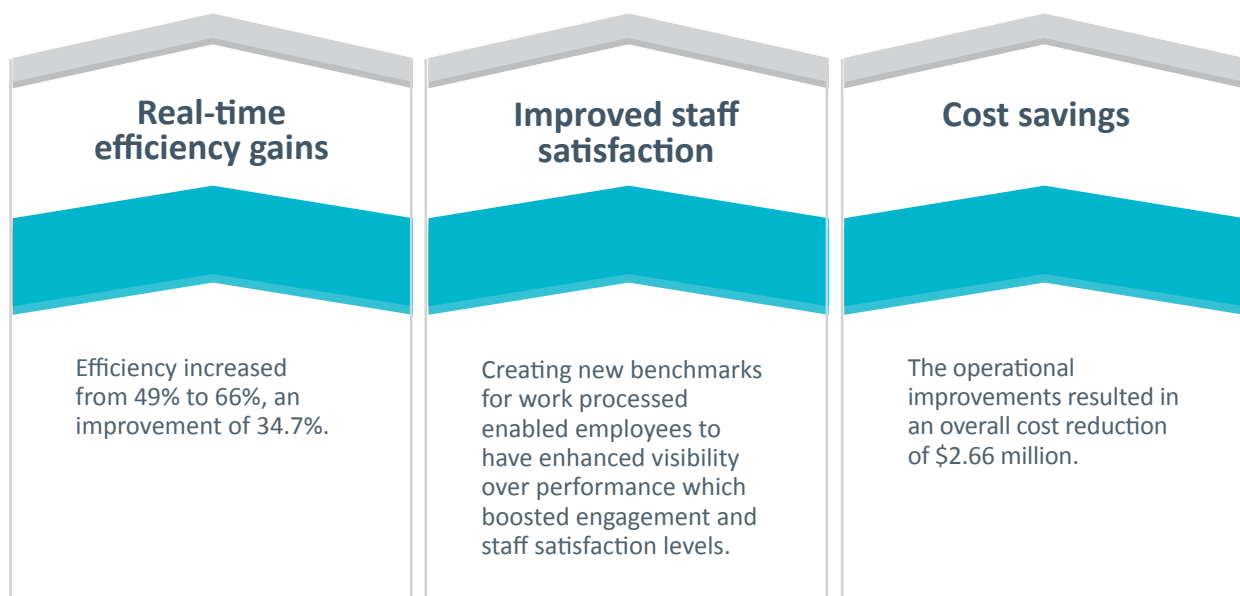 Real-time
efficiency gains
Efficiency increased
from 49% to 66%, an
improvement of 34.7%.
Improved staff
satisfaction
Creating new benchmarks
for work processed
enabled employees to
have enhanced visibility
over performance which
boosted engagement and
staff satisfaction levels.
Cost savings
The operational
improvements resulted in
an overall cost reduction
of $2.66 million.